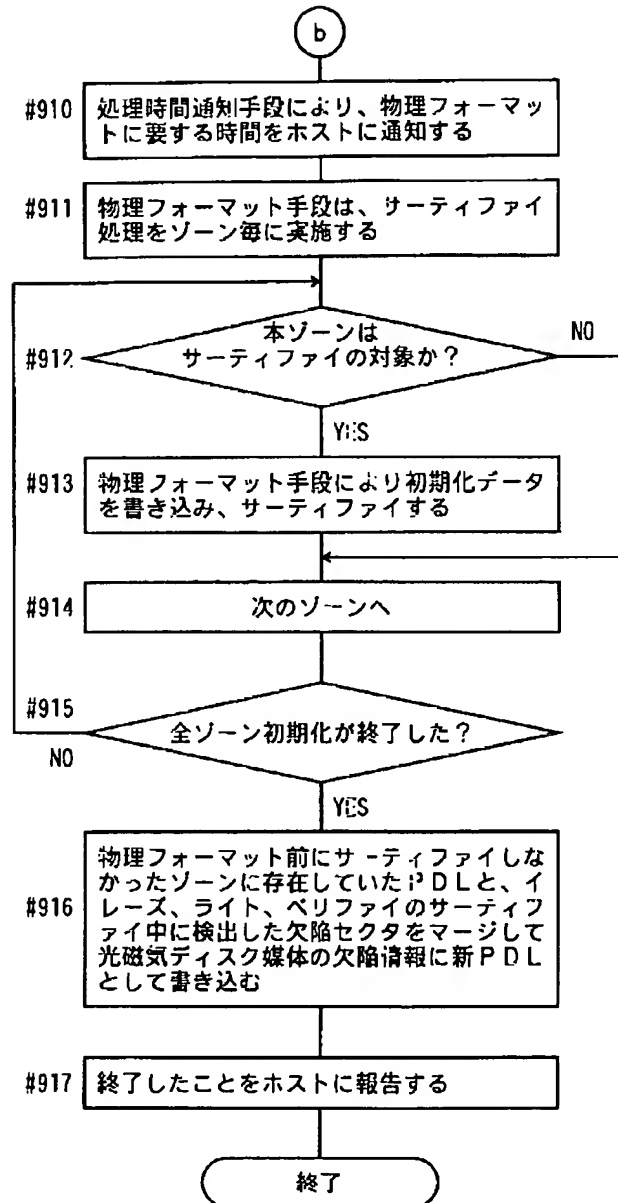 b
#910
処理時間通知手段により、物理フォーマッ
トに要する時間をホストに通知する
#911
物理フォーマット手段は、サーティファイ
処理をゾーン毎に実施する
#912
本ゾーンは
サーティファイの対象か？
NO
YES
#913
物理フォーマット手段により初期化データ
を書き込み、サーティファイする
#914
次のゾーンへ
#915
全ゾーン初期化が終了した？
NO
YES
#916
物理フォーマット前にサーティファイしな
かったゾーンに存在していたＰＤＬと、イ
レーズ、ライト、ベリファイのサーティフ
ァイ中に検出した欠陥セクタをマージして
光磁気ディスク媒体の欠陥情報に新ＰＤＬ
として書き込む
#917
終了したことをホストに報告する
終了